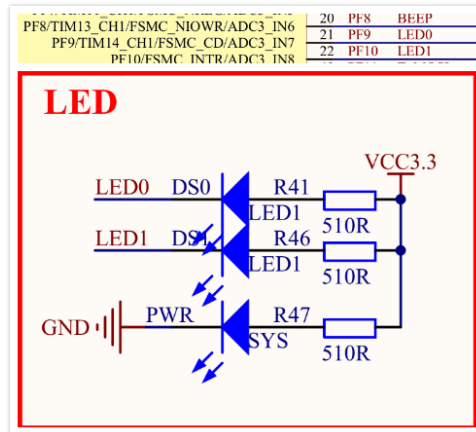 PF8/TIM13_CH1/FSMC_NIOWR/ADC3_IN6 20 PF8 BEEP
PF9/TIM14_CH1/FSMC_CD/ADC3_IN7 21 PF9 LED0
PF10/FSMC_INTR/ADC3_IN8 22 PF10 LED1
LED
VCC3.3
LED0 DS0 R41
LED1 510R
LED1 DS1 R46
LED1 510R
GND PWR R47
SYS 510R